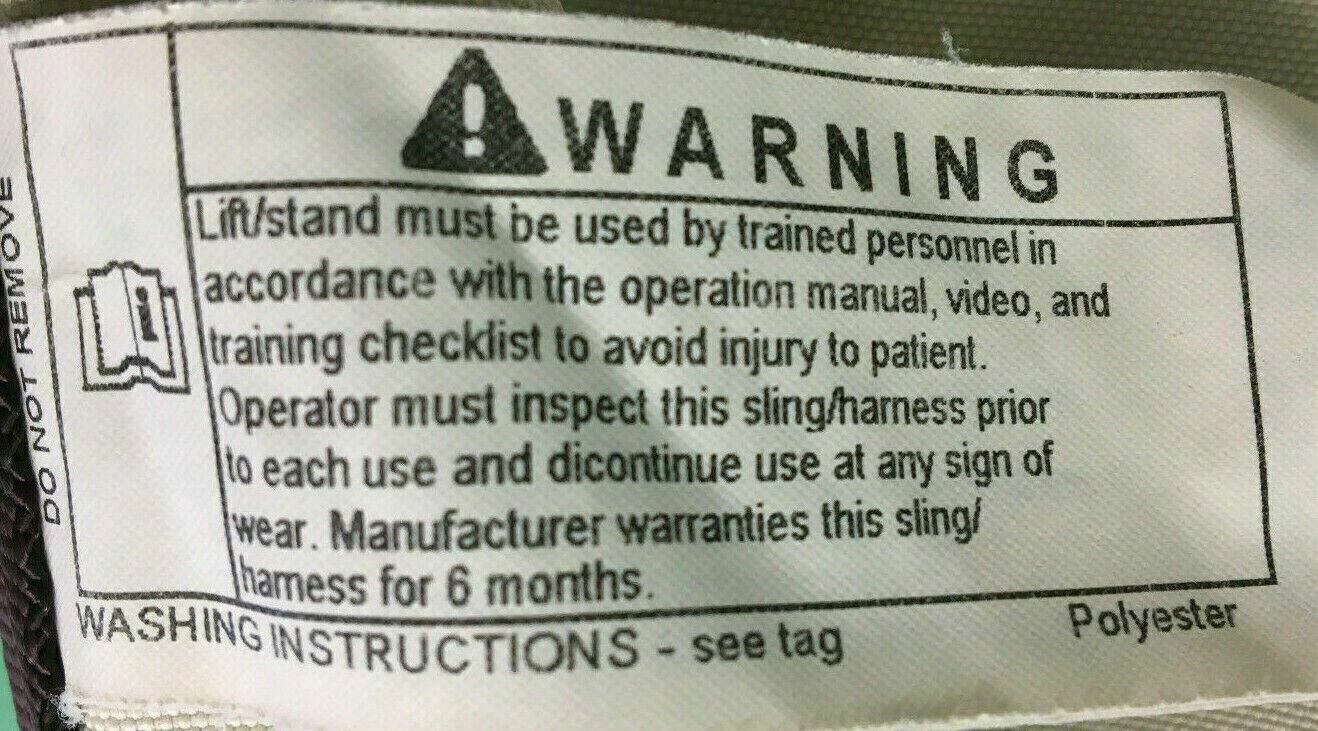 DO NOT REMOVE
WARNING
Lift/stand must be used by trained personnel in
accordance with the operation manual, video, and
training checklist to avoid injury to patient.
Operator must inspect this sling/harness prior
to each use and dicontinue use at any sign of
wear. Manufacturer warranties this sling/
harness for 6 months.
WASHING INSTRUCTIONS - see tag
Polyester